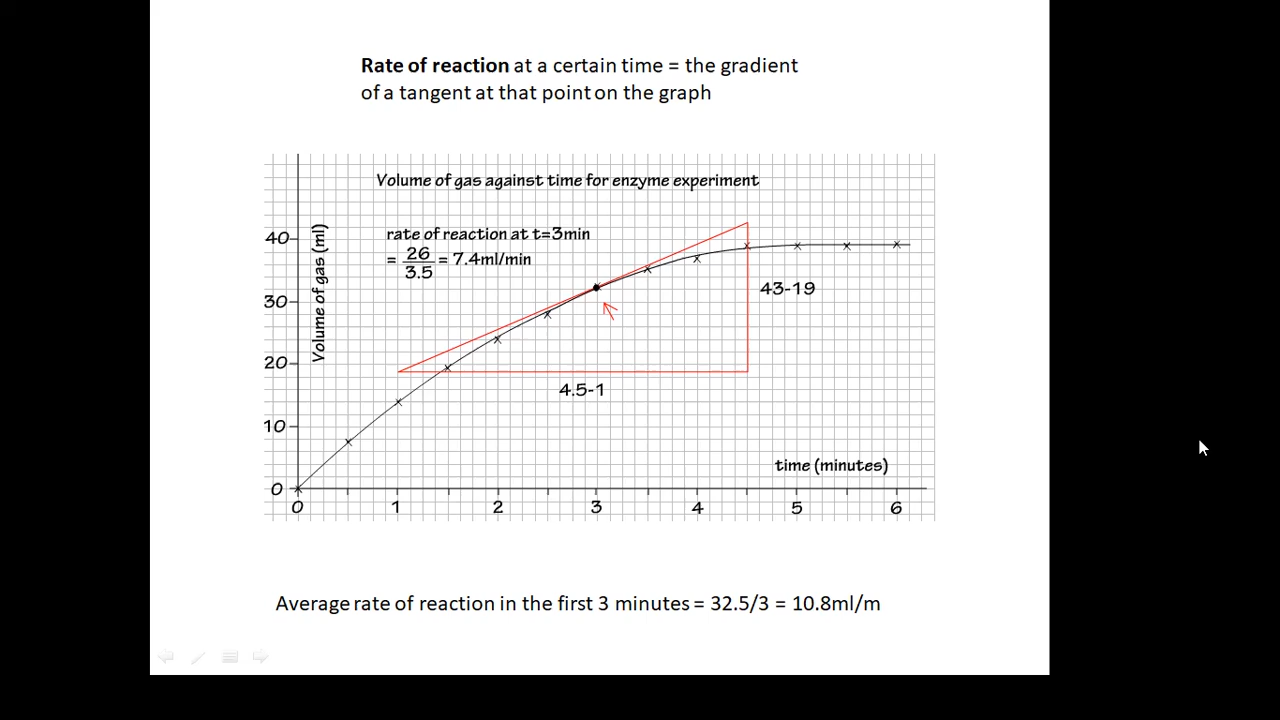 Rate of reaction at a certain time = the gradient
of a tangent at that point on the graph
Volume of gas against time for enzyme experiment
rate of reaction at t=3min
= 26/3.5 = 7.4ml/min
Volume of gas (ml)
40
30
20
10
0
43-19
4.5-1
time (minutes)
0 1 2 3 4 5 6
Average rate of reaction in the first 3 minutes = 32.5/3 = 10.8ml/m